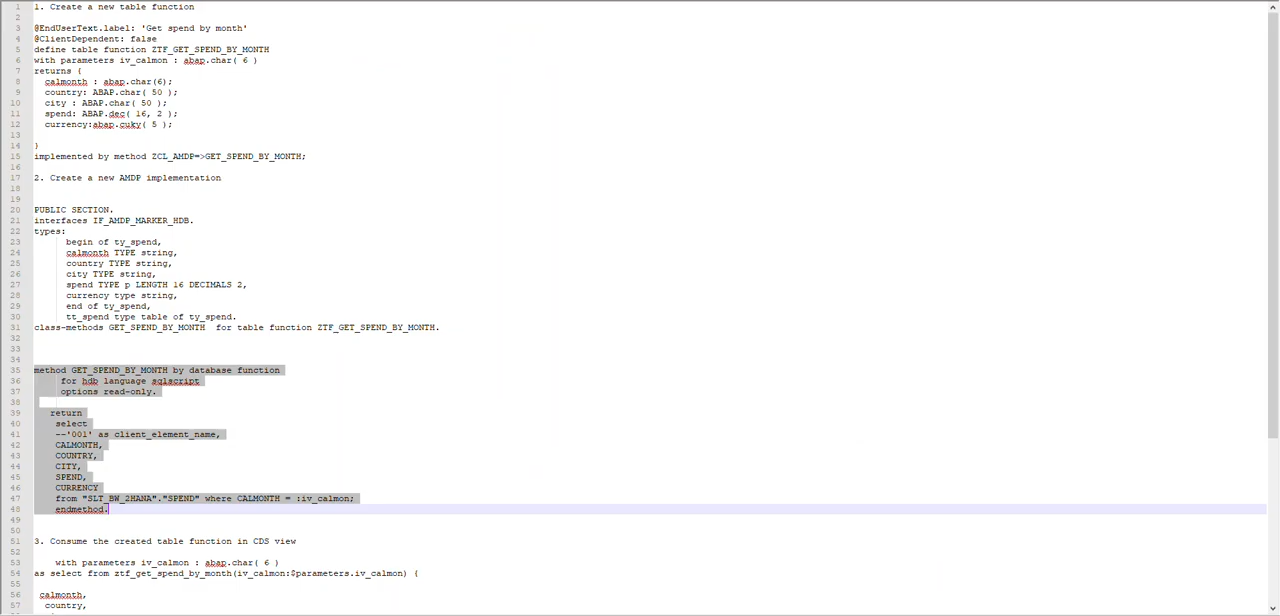 1 1. Create a new table function
2
3 @EndUserText.label: 'Get spend by month'
4 @ClientDependent: false
5 define table function ZTF_GET_SPEND_BY_MONTH
6 with parameters iv_calmon : abap.char( 6 )
7 returns {
8 calmonth : abap.char(6);
9 country: ABAP.char( 50 );
10 city : ABAP.char( 50 );
11 spend: ABAP.dec( 16, 2 );
12 currency:abap.cuky( 5 );
13
14 }
15 implemented by method ZCL_AMDP=>GET_SPEND_BY_MONTH;
16
17 2. Create a new AMDP implementation
18
19
20 PUBLIC SECTION.
21 interfaces IF_AMDP_MARKER_HDB.
22 types:
23 begin of ty_spend,
24 calmonth TYPE string,
25 country TYPE string,
26 city TYPE string,
27 spend TYPE p LENGTH 16 DECIMALS 2,
28 currency type string,
29 end of ty_spend,
30 tt_spend type table of ty_spend.
31 class-methods GET_SPEND_BY_MONTH for table function ZTF_GET_SPEND_BY_MONTH.
32
33
34
35 method GET_SPEND_BY_MONTH by database function
36 for hdb language sqlscript
37 options read-only.
38
39 return
40 select
41 --'001' as client_element_name,
42 CALMONTH,
43 COUNTRY,
44 CITY,
45 SPEND,
46 CURRENCY
47 from "SLT_BW_2HANA"."SPEND" where CALMONTH = :iv_calmon;
48 endmethod.
49
50
51 3. Consume the created table function in CDS view
52
53 with parameters iv_calmon : abap.char( 6 )
54 as select from ztf_get_spend_by_month(iv_calmon:$parameters.iv_calmon) {
55
56 calmonth,
57 country,